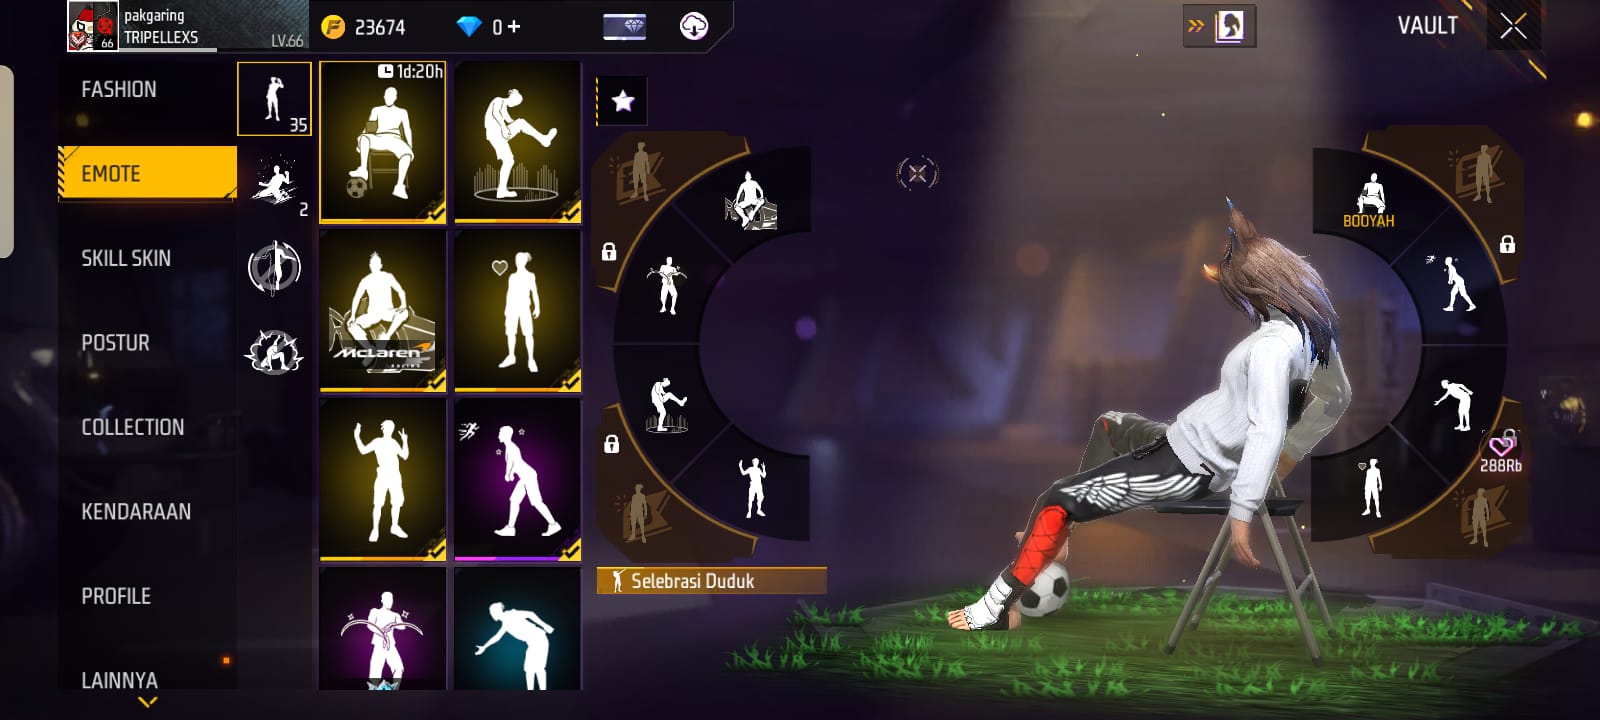 pakgaring
TRIPELLEXS
66
LV.66
23674
0+
VAULT
FASHION
EMOTE
SKILL SKIN
POSTUR
COLLECTION
KENDARAAN
PROFILE
LAINNYA
35
2
1d:20h
McLaren
RACING
BOOYAH
288Rb
Selebrasi Duduk